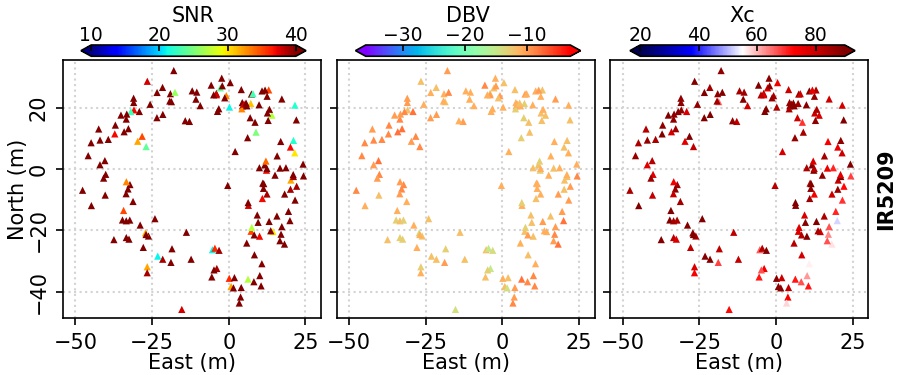 SNR DBV Xc
10 20 30 40 −30 −20 −10 20 40 60 80
North (m)
20
0
−20
−40
IR5209
−50 −25 0 25 −50 −25 0 25 −50 −25 0 25
East (m) East (m) East (m)